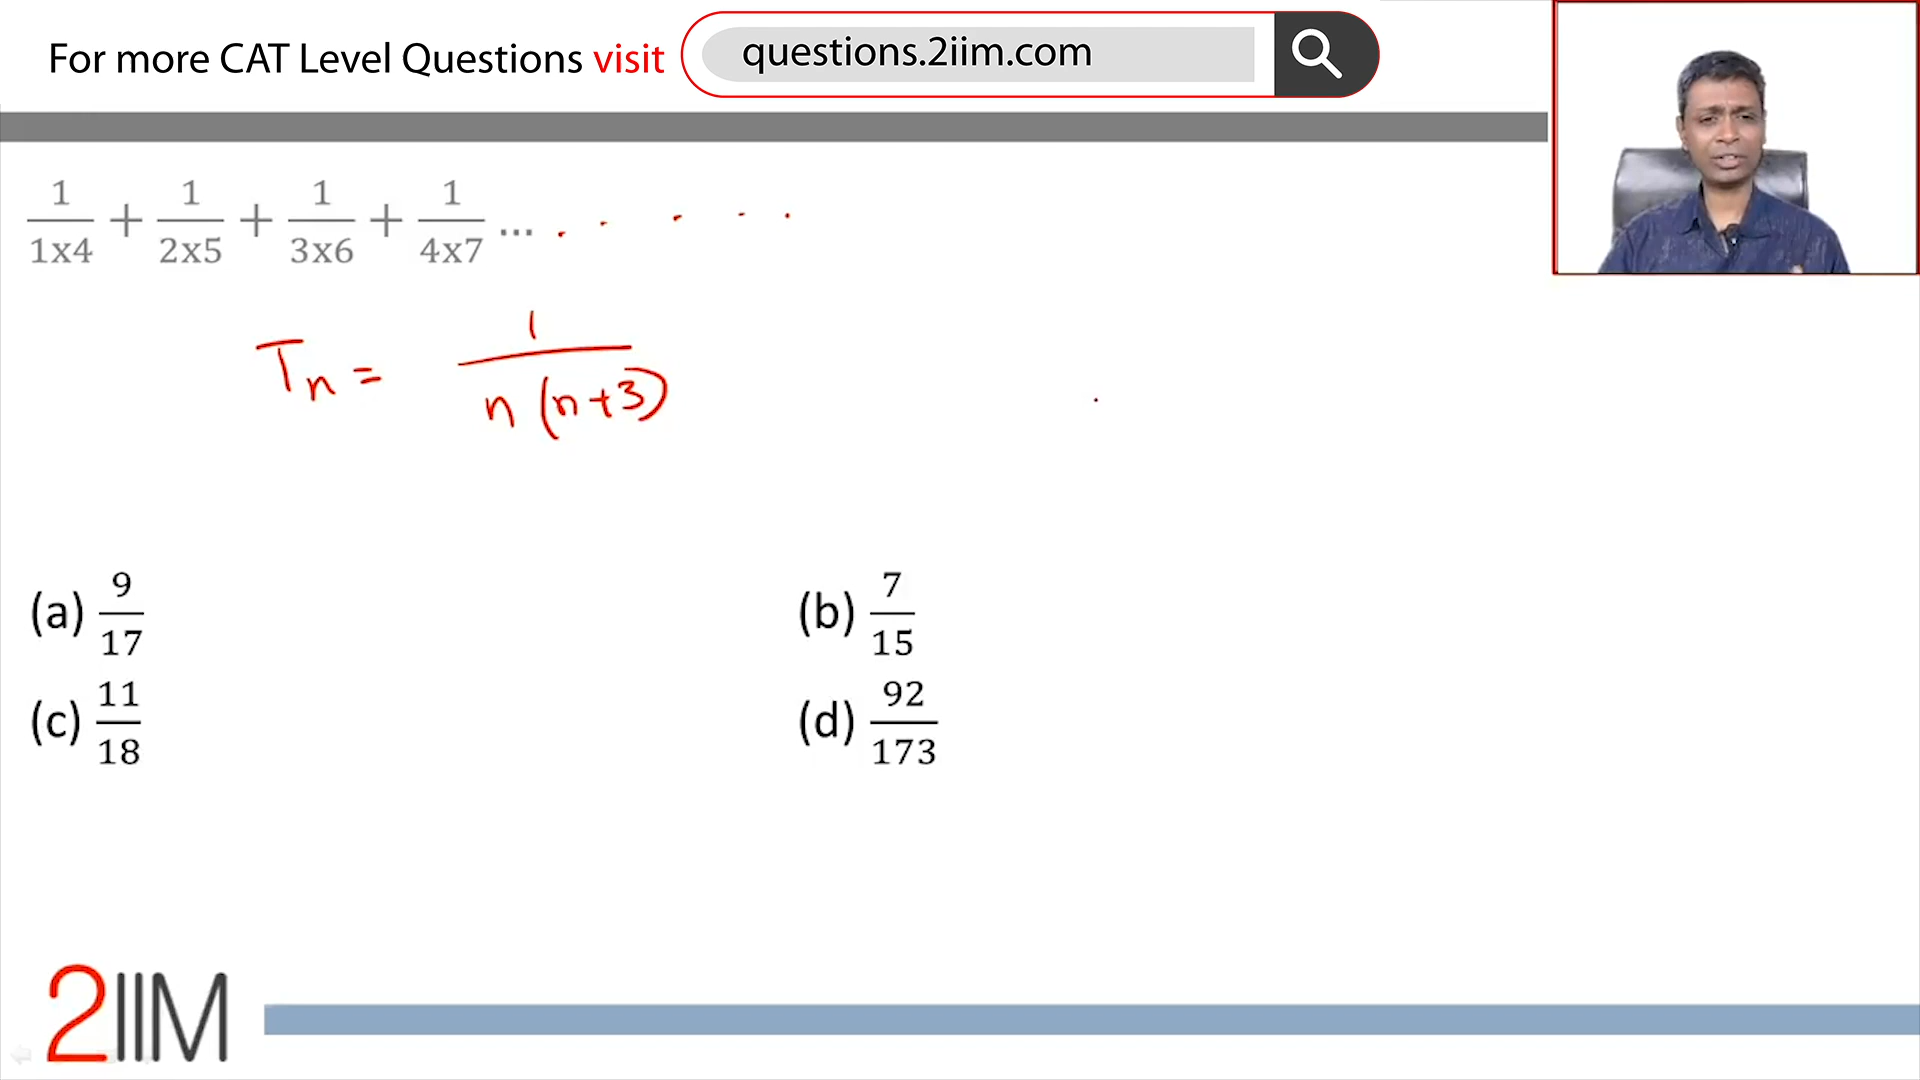 For more CAT Level Questions visit questions.2iim.com
1/1x4 + 1/2x5 + 1/3x6 + 1/4x7 ... . . . . .
Tn = 1/n(n+3)
(a) 9/17 (b) 7/15
(c) 11/18 (d) 92/173
2IIM